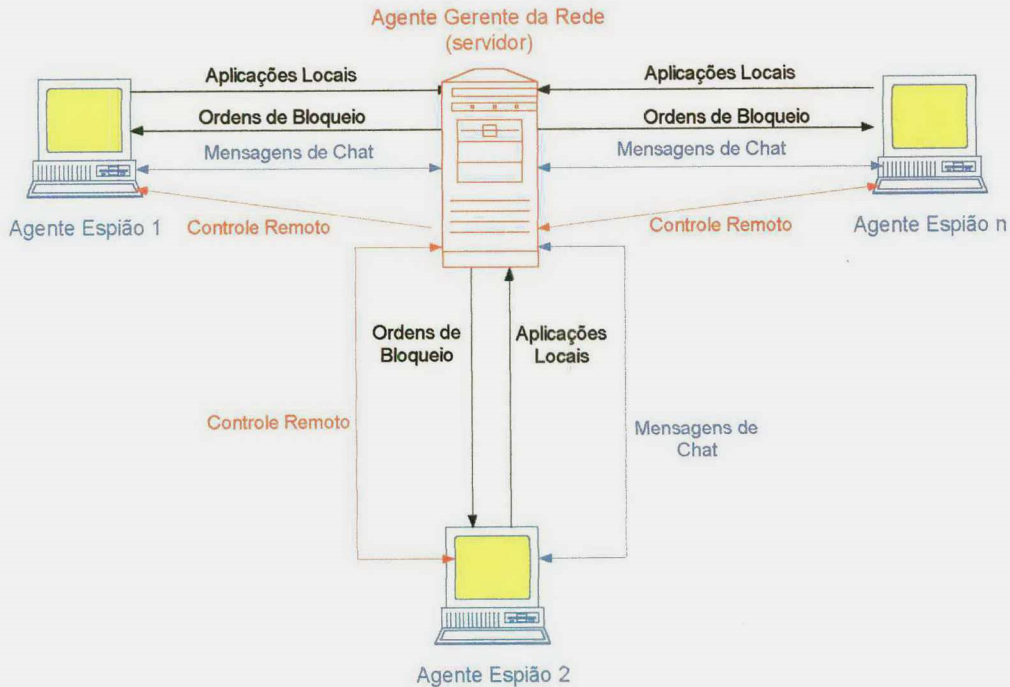 Agente Gerente da Rede
(servidor)
Aplicações Locais
Aplicações Locais
Ordens de Bloqueio
Ordens de Bloqueio
Mensagens de Chat
Mensagens de Chat
Agente Espião 1
Controle Remoto
Controle Remoto
Agente Espião n
Ordens de
Bloqueio
Aplicações
Locais
Controle Remoto
Mensagens de
Chat
Agente Espião 2